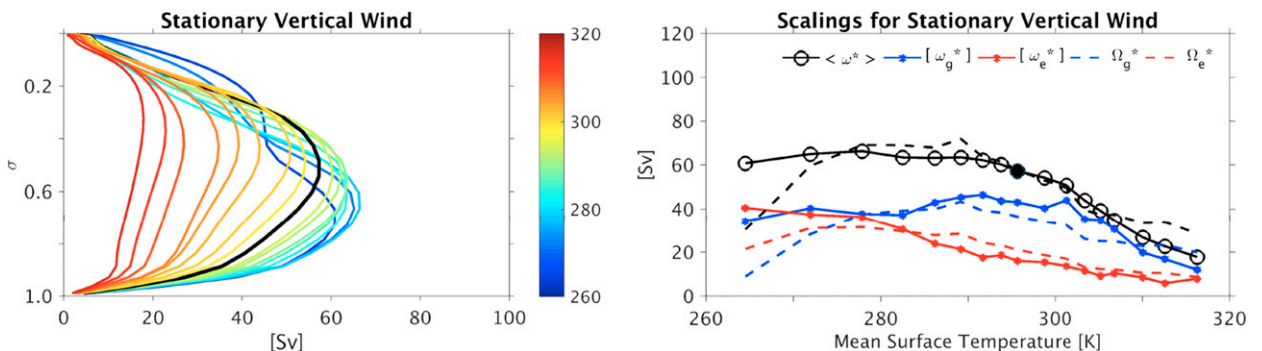 Stationary Vertical Wind
0.2
σ
0.6
1.0
0 20 40 60 80 100
[Sv]
320
300
280
260
Scalings for Stationary Vertical Wind
120
100
80
60
40
20
0
[Sv]
< ω* > [ ω_g* ] [ ω_e* ] Ω_g* Ω_e*
260 280 300 320
Mean Surface Temperature [K]